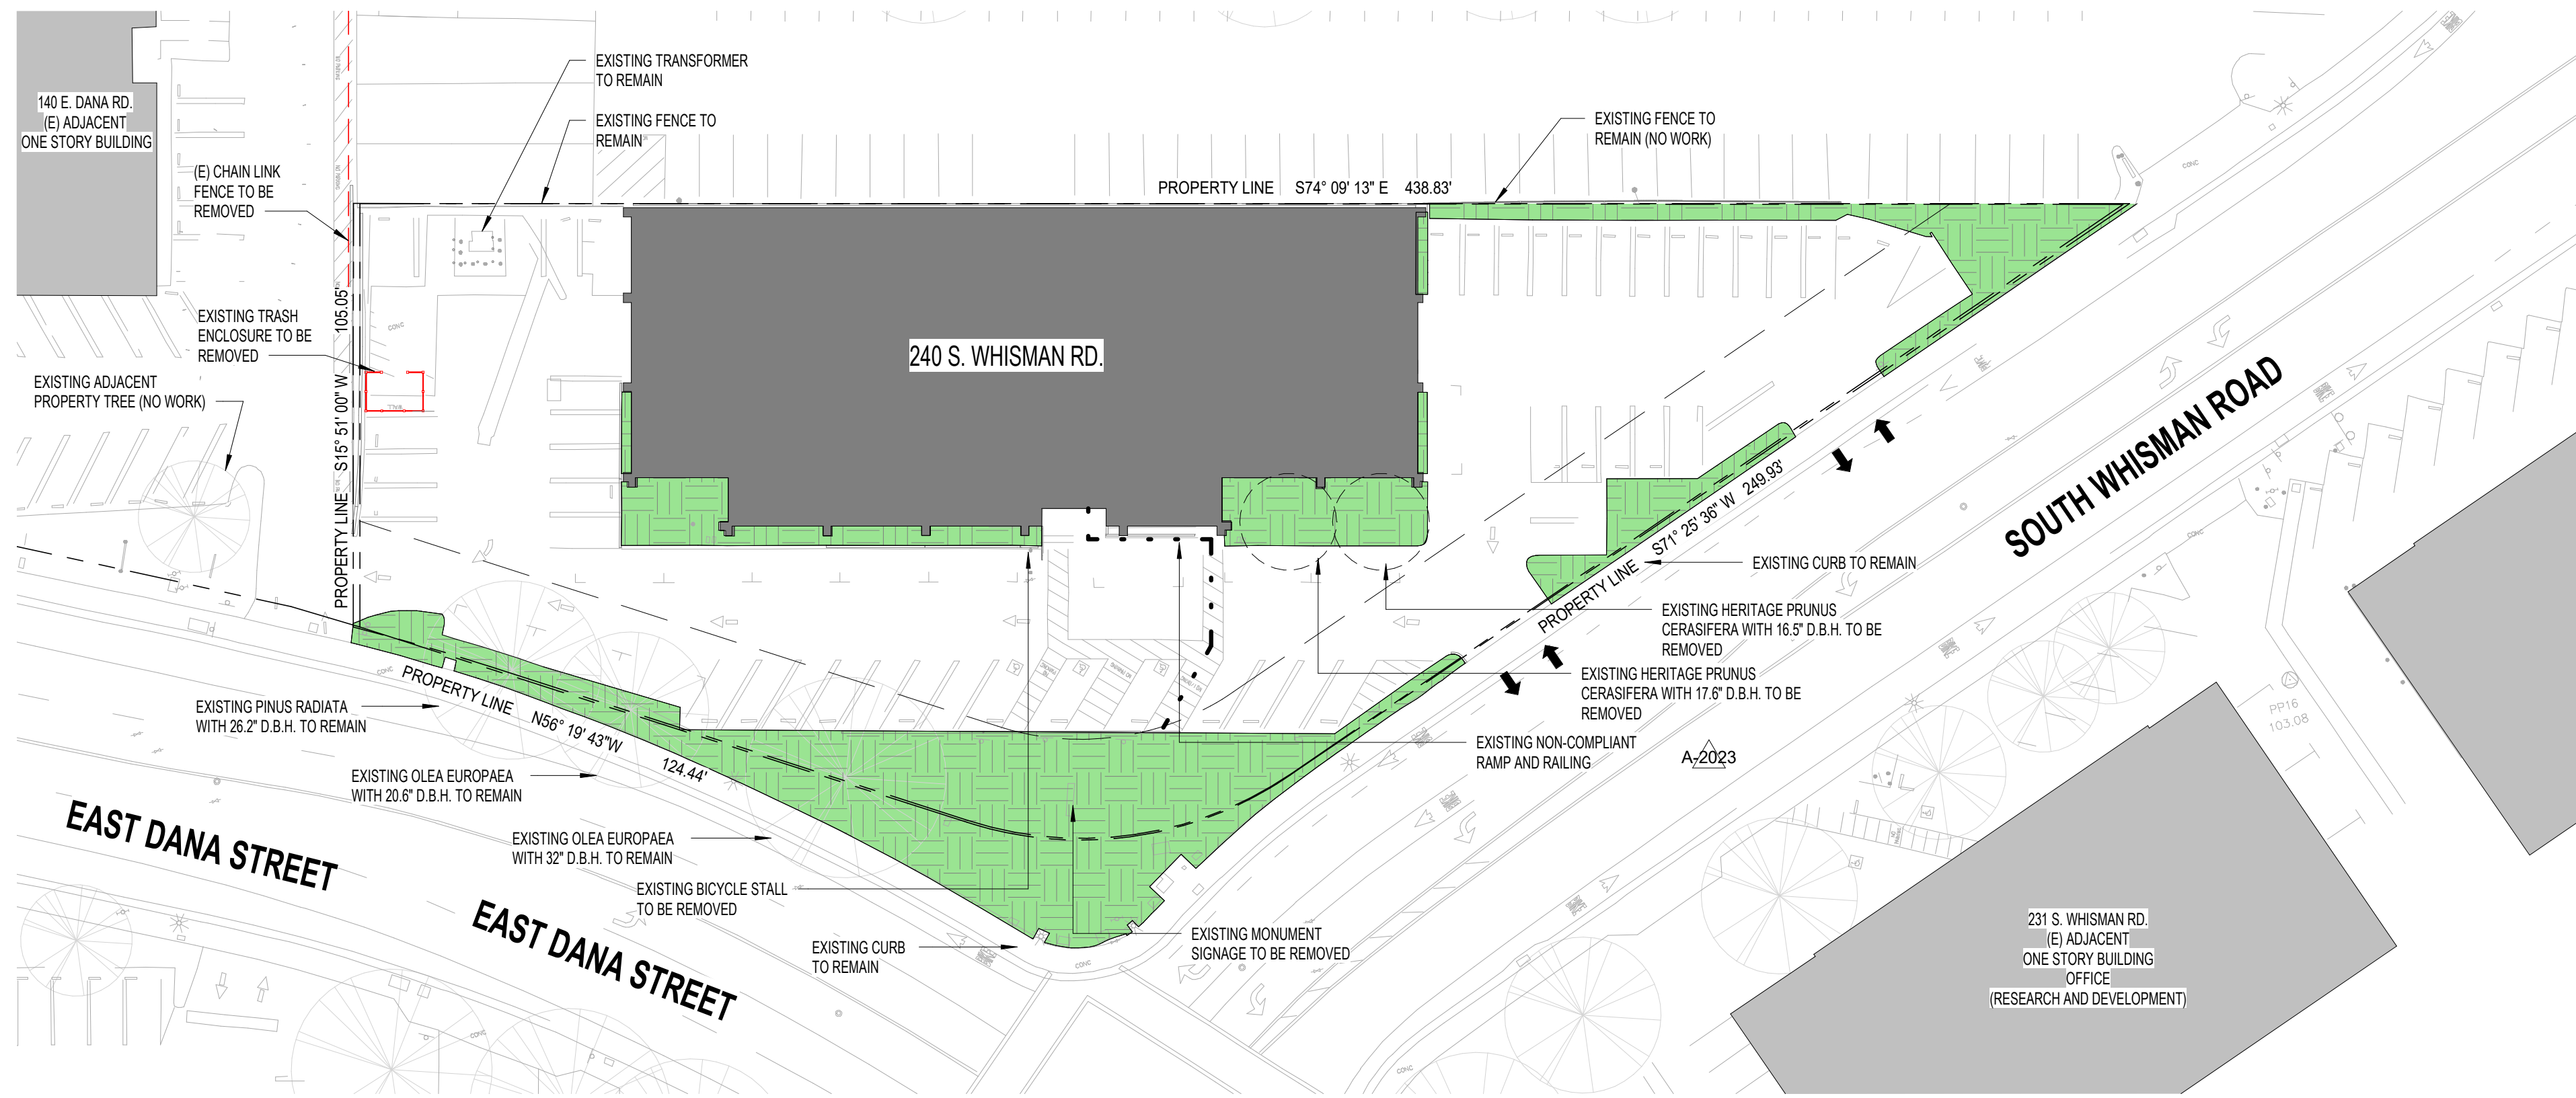 140 E. DANA RD.
(E) ADJACENT
ONE STORY BUILDING
EXISTING TRANSFORMER
TO REMAIN
EXISTING FENCE TO
REMAIN
EXISTING FENCE TO
REMAIN (NO WORK)
(E) CHAIN LINK
FENCE TO BE
REMOVED
PROPERTY LINE S74° 09' 13" E 438.83'
EXISTING TRASH
ENCLOSURE TO BE
REMOVED
EXISTING ADJACENT
PROPERTY TREE (NO WORK)
PROPERTY LINE S15° 51' 00" W 105.05'
CONC
WALL
240 S. WHISMAN RD.
CONC
SOUTH WHISMAN ROAD
PROPERTY LINE S71° 25' 36" W 249.93'
EXISTING CURB TO REMAIN
CONC
EXISTING HERITAGE PRUNUS
CERASIFERA WITH 16.5" D.B.H. TO BE
REMOVED
EXISTING HERITAGE PRUNUS
CERASIFERA WITH 17.6" D.B.H. TO BE
REMOVED
CONC
PROPERTY LINE N56° 19' 43"W
124.44'
EXISTING PINUS RADIATA
WITH 26.2" D.B.H. TO REMAIN
EXISTING NON-COMPLIANT
RAMP AND RAILING
A-2023
PP16
103.08
EXISTING OLEA EUROPAEA
WITH 20.6" D.B.H. TO REMAIN
EAST DANA STREET
EXISTING OLEA EUROPAEA
WITH 32" D.B.H. TO REMAIN
EXISTING BICYCLE STALL
TO BE REMOVED
EAST DANA STREET
EXISTING CURB
TO REMAIN
EXISTING MONUMENT
SIGNAGE TO BE REMOVED
CONC
231 S. WHISMAN RD.
(E) ADJACENT
ONE STORY BUILDING
OFFICE
(RESEARCH AND DEVELOPMENT)
CONC
CONC